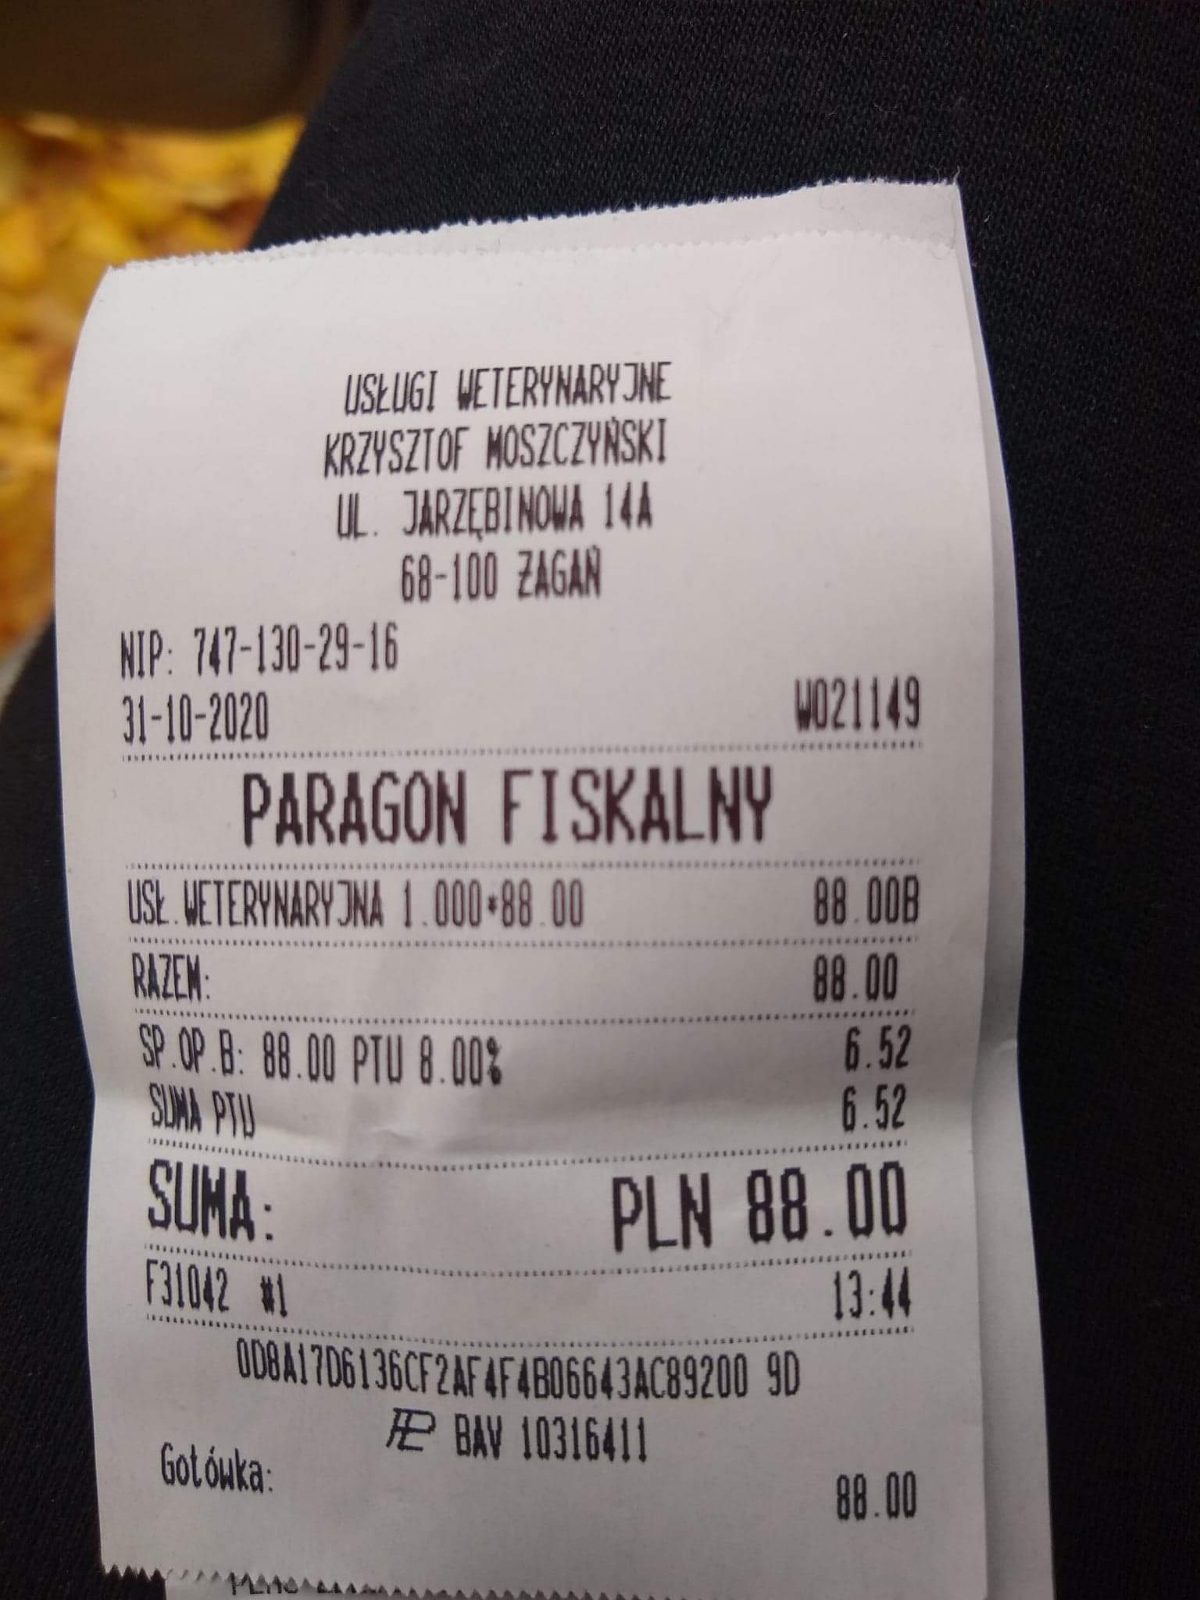 USŁUGI WETERYNARYJNE
KRZYSZTOF MOSZCZYŃSKI
UL. JARZĘBINOWA 14A
68-100 ŻAGAŃ
NIP: 747-130-29-16
31-10-2020 W021149
PARAGON FISKALNY
USŁ.WETERYNARYJNA 1.000*88.00 88.00B
RAZEM: 88.00
SP.OP.B: 88.00 PTU 8.00% 6.52
SUMA PTU 6.52
SUMA: PLN 88.00
F31042 #1 13:44
0D8A17D6136CF2AF4F4B06643AC89200 9D
BAV 10316411
Gotówka: 88.00